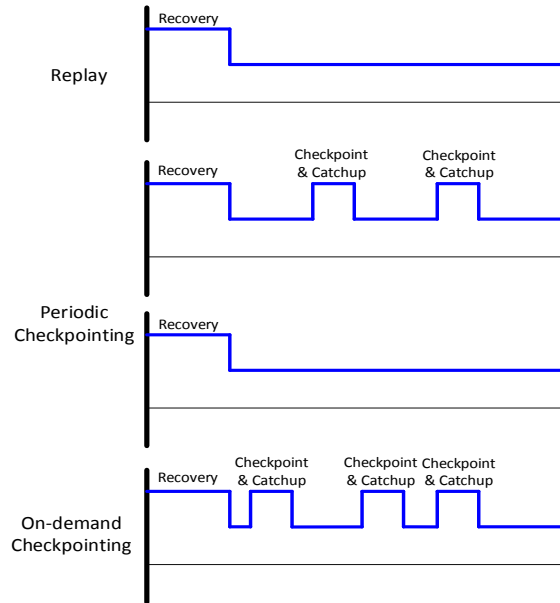 Recovery
Replay
Recovery
Checkpoint
& Catchup
Checkpoint
& Catchup
Periodic
Checkpointing
Recovery
Recovery
Checkpoint
& Catchup
Checkpoint
& Catchup
Checkpoint
& Catchup
On-demand
Checkpointing